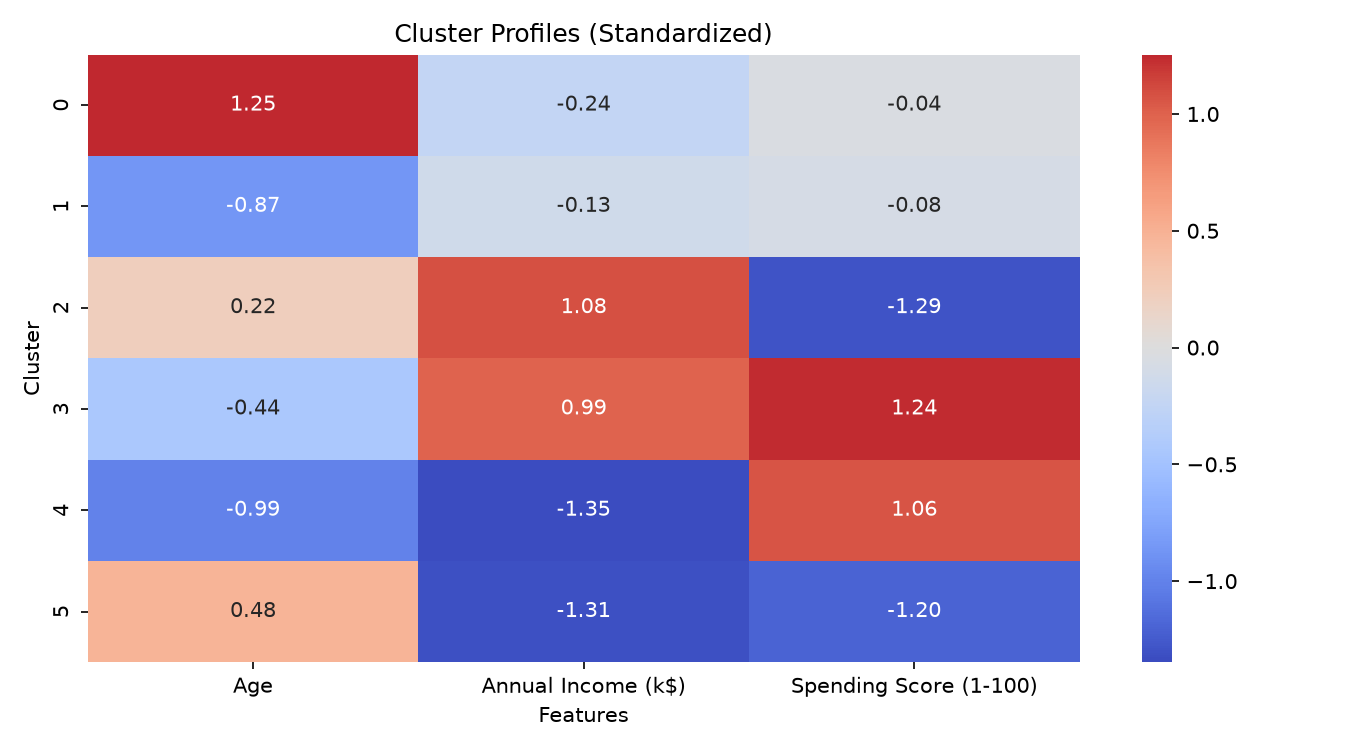 Cluster Profiles (Standardized)
Cluster
0 1.25 -0.24 -0.04
1 -0.87 -0.13 -0.08
2 0.22 1.08 -1.29
3 -0.44 0.99 1.24
4 -0.99 -1.35 1.06
5 0.48 -1.31 -1.20
Age Annual Income (k$) Spending Score (1-100)
Features
1.0
0.5
0.0
−0.5
−1.0